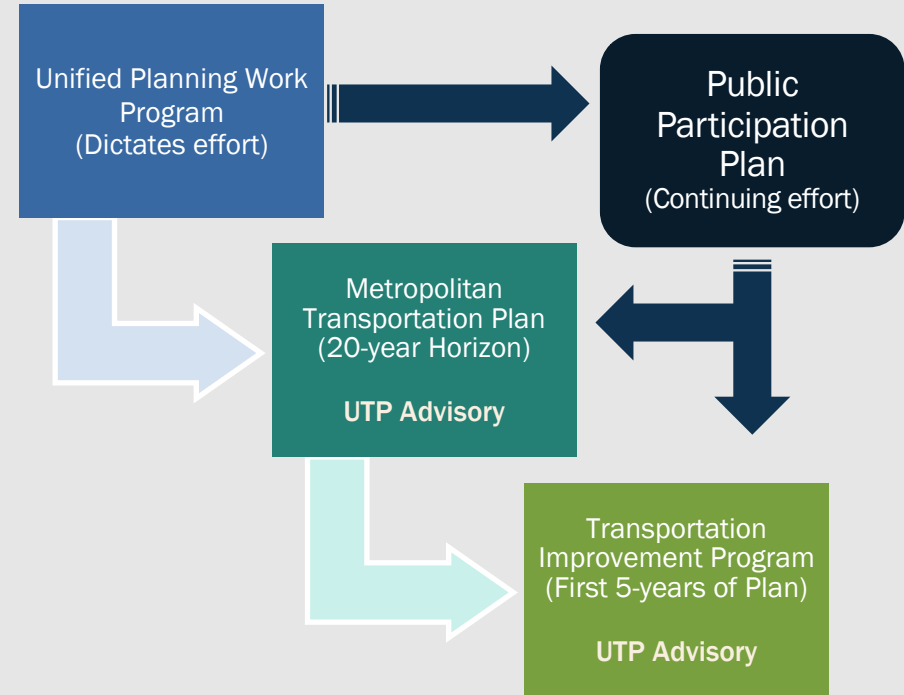 Unified Planning Work
Program
(Dictates effort)
Public
Participation
Plan
(Continuing effort)
Metropolitan
Transportation Plan
(20-year Horizon)
UTP Advisory
Transportation
Improvement Program
(First 5-years of Plan)
UTP Advisory